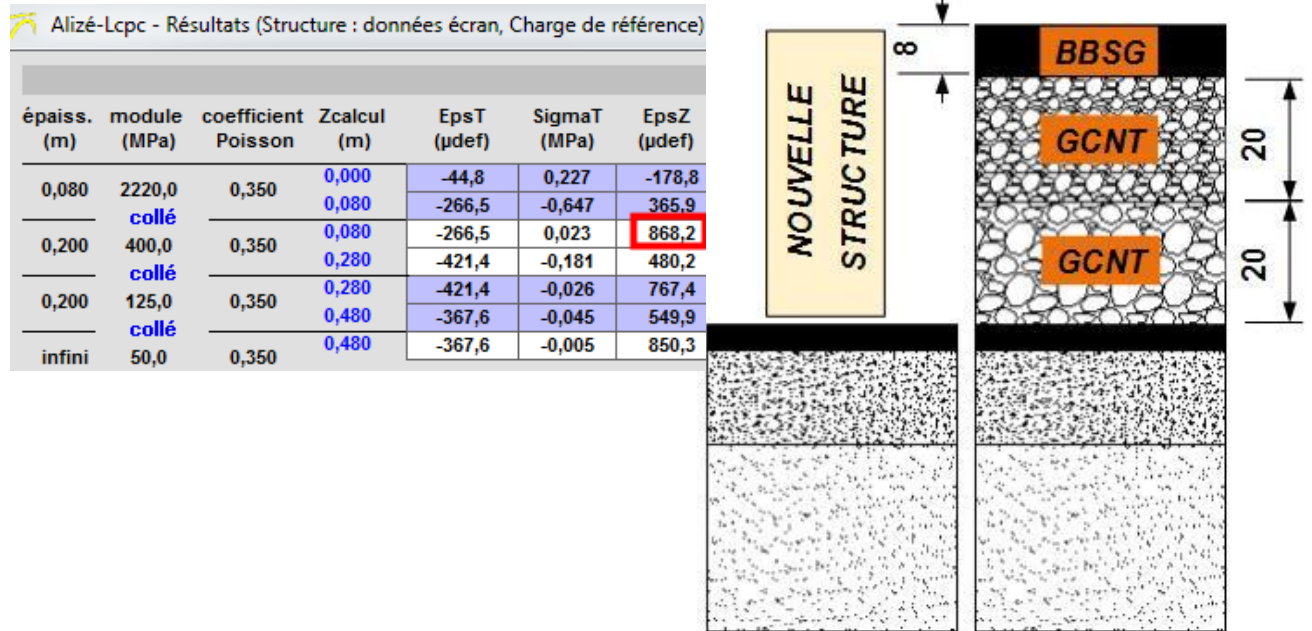 Alizé-Lcpc - Résultats (Structure : données écran, Charge de référence)
épaiss. module coefficient Zcalcul EpsT SigmaT EpsZ
(m) (MPa) Poisson (m) (µdef) (MPa) (µdef)
0,000 -44,8 0,227 -178,8
0,080 2220,0 0,350
0,080 -266,5 -0,647 365,9
collé
0,080 -266,5 0,023 868,2
0,200 400,0 0,350
0,280 -421,4 -0,181 480,2
collé
0,280 -421,4 -0,026 767,4
0,200 125,0 0,350
0,480 -367,6 -0,045 549,9
collé
0,480 -367,6 -0,005 850,3
infini 50,0 0,350
NOUVELLE
STRUCTURE
8
BBSG
GCNT
20
GCNT
20